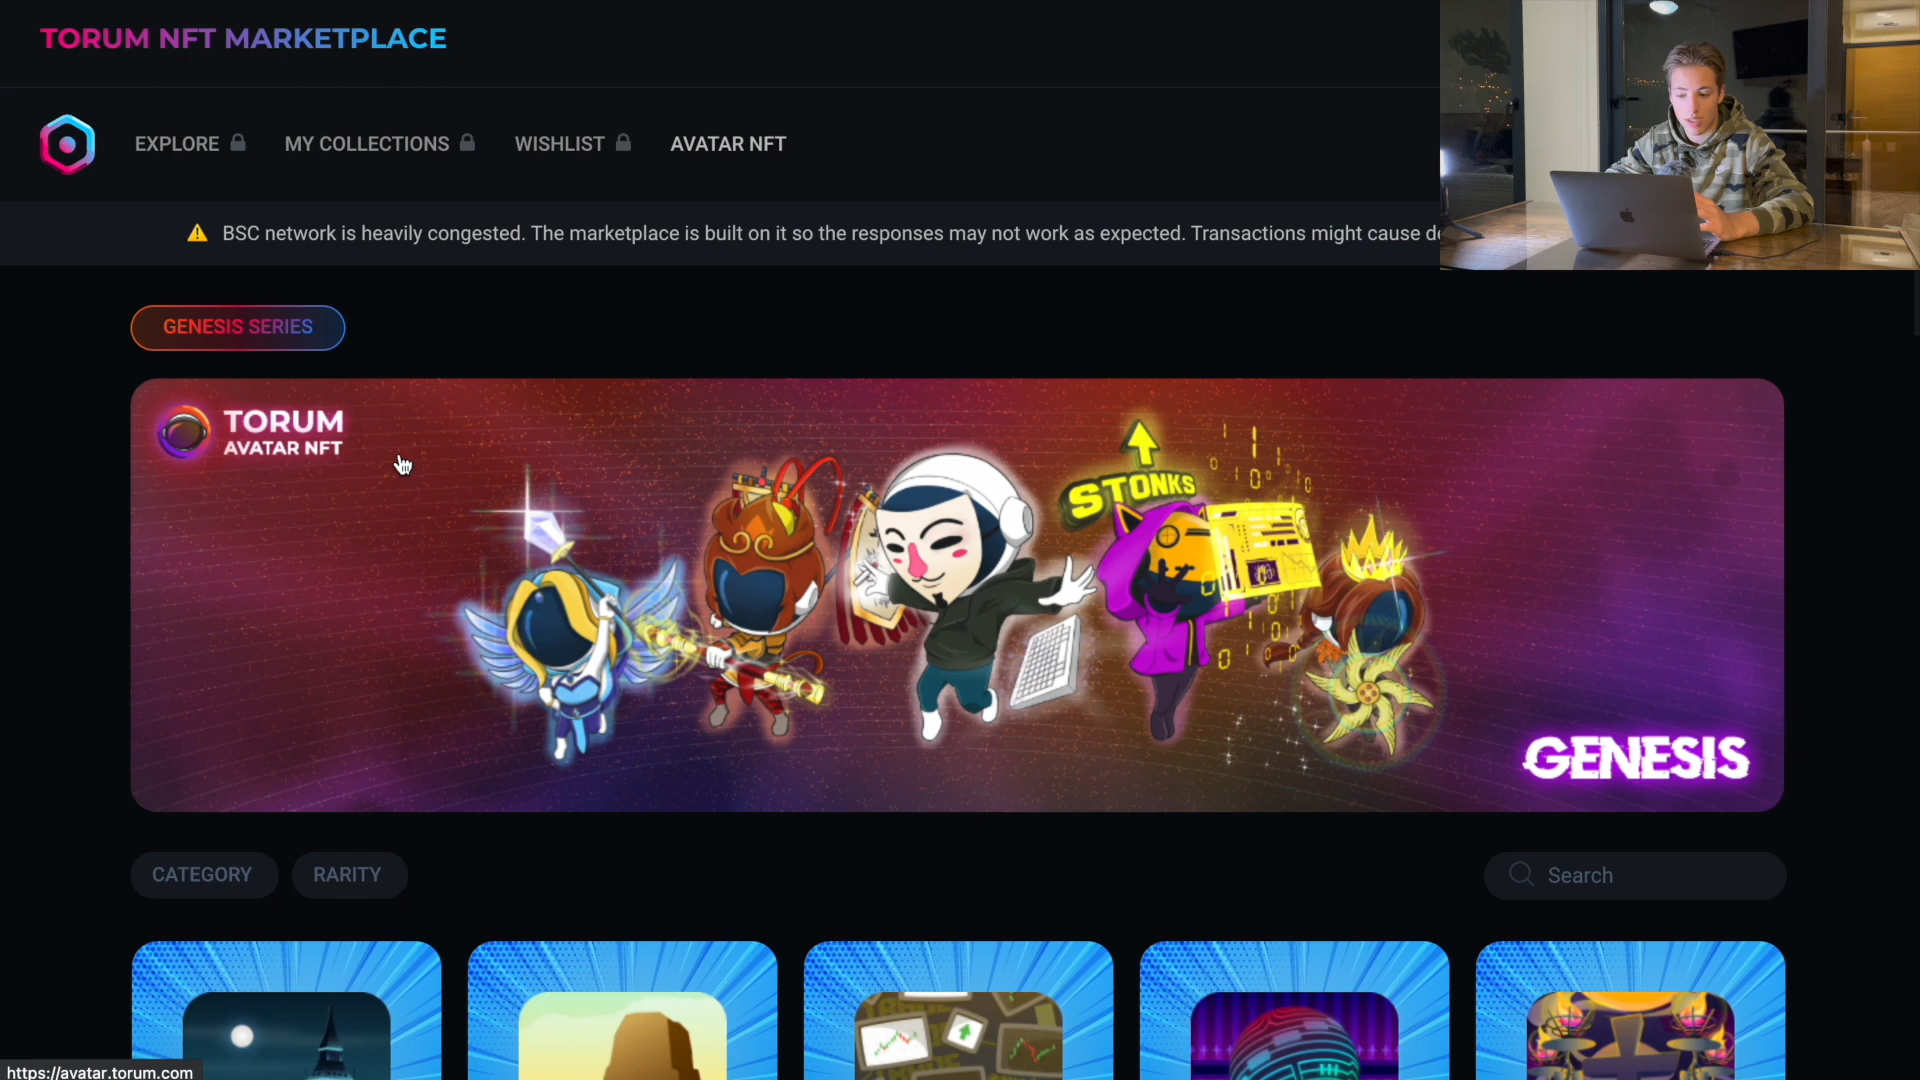 TORUM NFT MARKETPLACE
EXPLORE MY COLLECTIONS WISHLIST AVATAR NFT
BSC network is heavily congested. The marketplace is built on it so the responses may not work as expected. Transactions might cause
GENESIS SERIES
TORUM
AVATAR NFT
STONKS
GENESIS
CATEGORY RARITY Search
https://avatar.torum.com